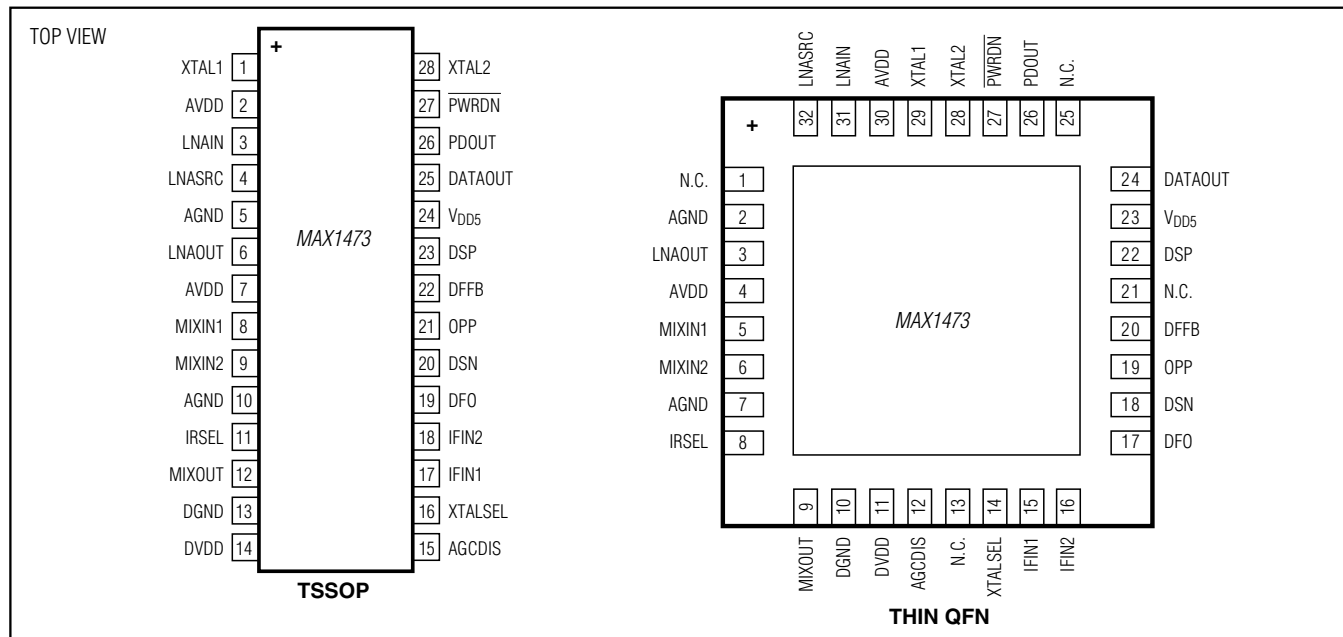 TOP VIEW
+
XTAL1 1
AVDD 2
LNAIN 3
LNASRC 4
AGND 5
LNAOUT 6
AVDD 7
MIXIN1 8
MIXIN2 9
AGND 10
IRSEL 11
MIXOUT 12
DGND 13
DVDD 14
MAX1473
28 XTAL2
27 PWRDN
26 PDOUT
25 DATAOUT
24 VDD5
23 DSP
22 DFFB
21 OPP
20 DSN
19 DFO
18 IFIN2
17 IFIN1
16 XTALSEL
15 AGCDIS
TSSOP
LNASRC LNAIN AVDD XTAL1 XTAL2 PWRDN PDOUT N.C.
+ 32 31 30 29 28 27 26 25
N.C. 1
AGND 2
LNAOUT 3
AVDD 4
MIXIN1 5
MIXIN2 6
AGND 7
IRSEL 8
MAX1473
24 DATAOUT
23 VDD5
22 DSP
21 N.C.
20 DFFB
19 OPP
18 DSN
17 DFO
9 10 11 12 13 14 15 16
MIXOUT DGND DVDD AGCDIS N.C. XTALSEL IFIN1 IFIN2
THIN QFN